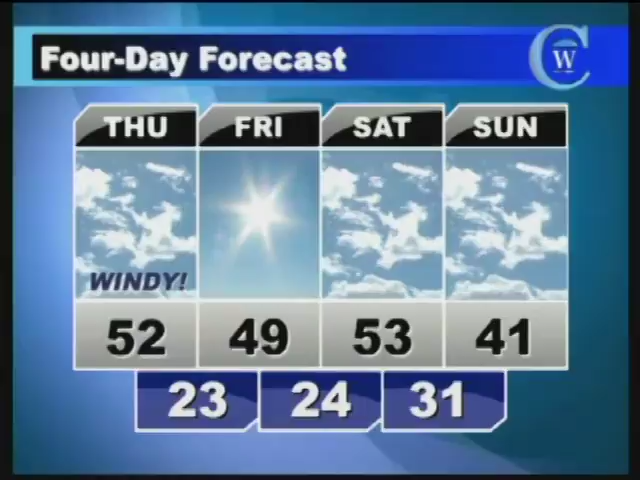 Four-Day Forecast
C W
THU FRI SAT SUN
WINDY!
52 49 53 41
23 24 31